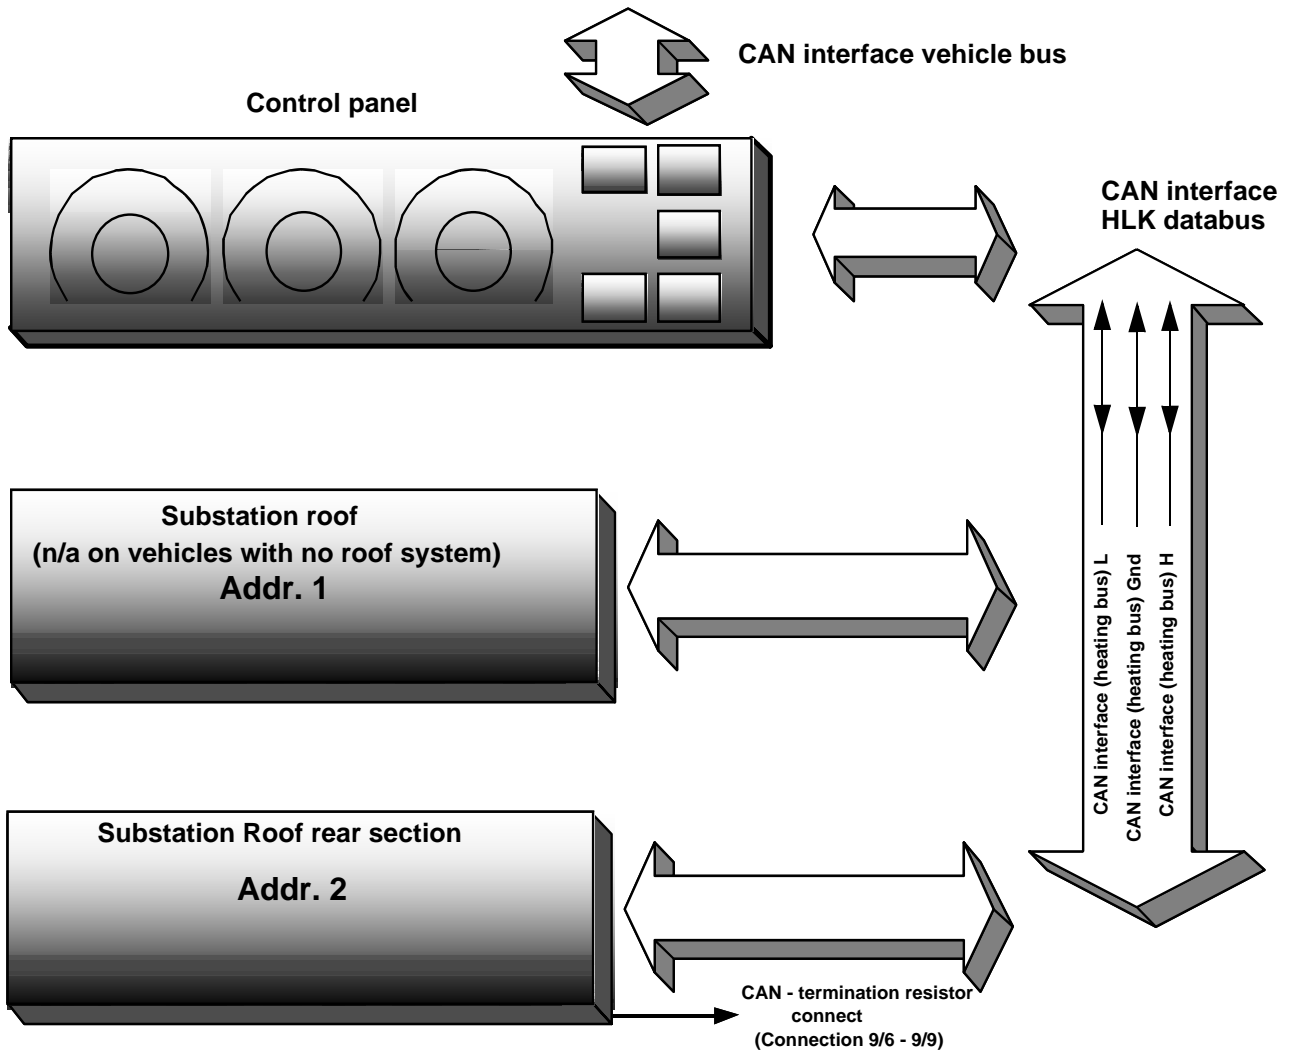 CAN interface vehicle bus
Control panel
CAN interface
HLK databus
Substation roof
(n/a on vehicles with no roof system)
Addr. 1
CAN interface (heating bus) L
CAN interface (heating bus) Gnd
CAN interface (heating bus) H
Substation Roof rear section
Addr. 2
CAN - termination resistor
connect
(Connection 9/6 - 9/9)